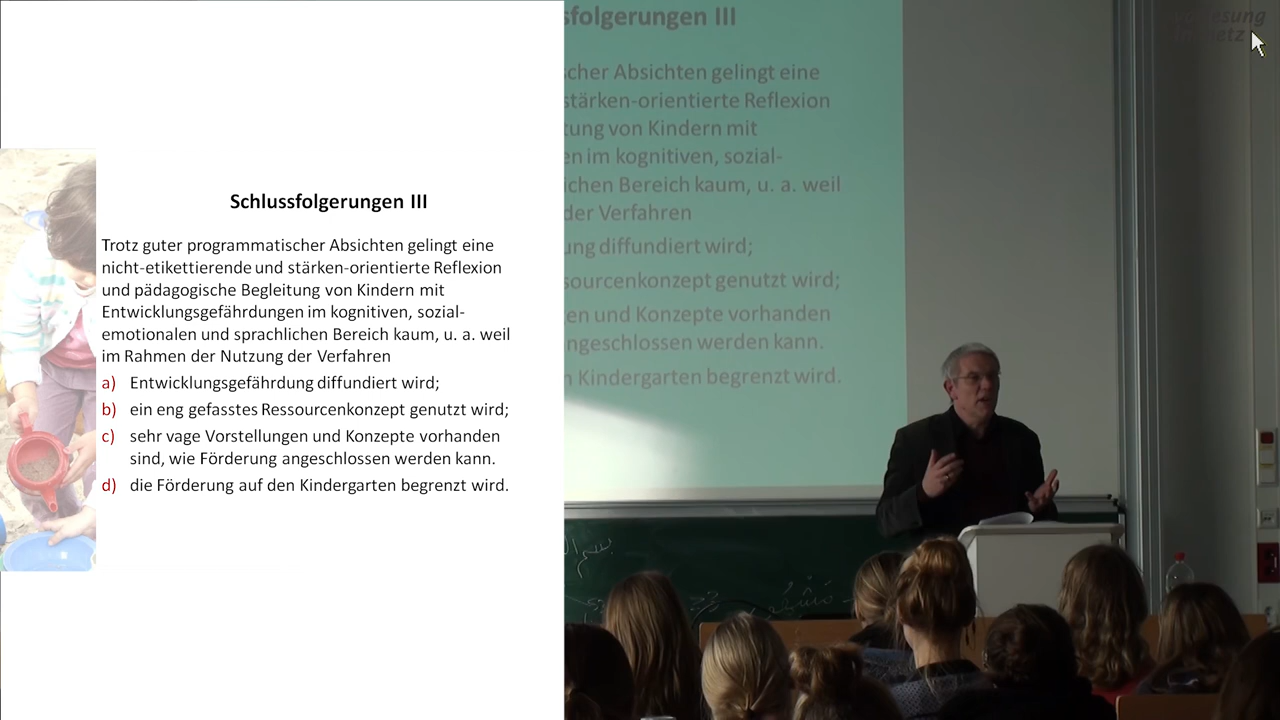 Schlussfolgerungen III
Trotz guter programmatischer Absichten gelingt eine
nicht-etikettierende und stärken-orientierte Reflexion
und pädagogische Begleitung von Kindern mit
Entwicklungsgefährdungen im kognitiven, sozial-
emotionalen und sprachlichen Bereich kaum, u. a. weil
im Rahmen der Nutzung der Verfahren
a) Entwicklungsgefährdung diffundiert wird;
b) ein eng gefasstes Ressourcenkonzept genutzt wird;
c) sehr vage Vorstellungen und Konzepte vorhanden
sind, wie Förderung angeschlossen werden kann.
d) die Förderung auf den Kindergarten begrenzt wird.
sfolgerungen III
scher Absichten gelingt eine
stärken-orientierte Reflexion
tung von Kindern mit
en im kognitiven, sozial-
ichen Bereich kaum, u. a. weil
der Verfahren
ung diffundiert wird;
sourcenkonzept genutzt wird;
en und Konzepte vorhanden
ngeschlossen werden kann.
n Kindergarten begrenzt wird.